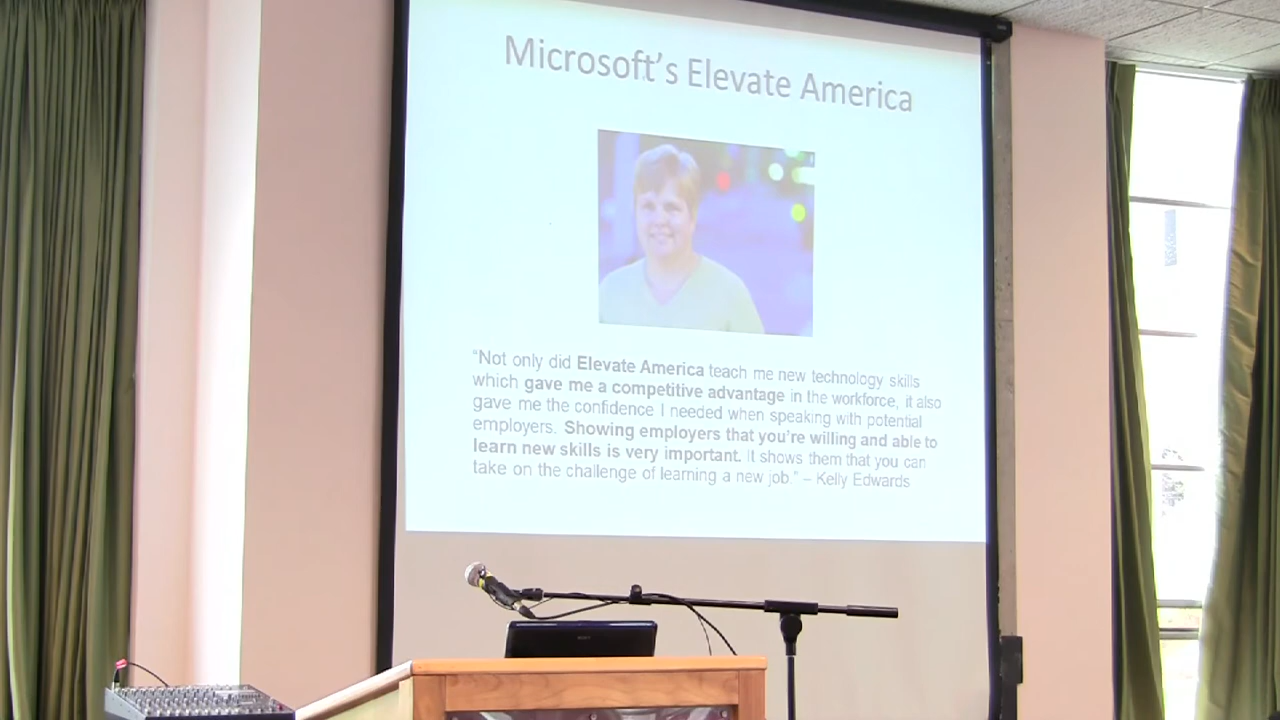 Microsoft's Elevate America
"Not only did Elevate America teach me new technology skills
which gave me a competitive advantage in the workforce, it also
gave me the confidence I needed when speaking with potential
employers. Showing employers that you're willing and able to
learn new skills is very important. It shows them that you can
take on the challenge of learning a new job." – Kelly Edwards
SONY